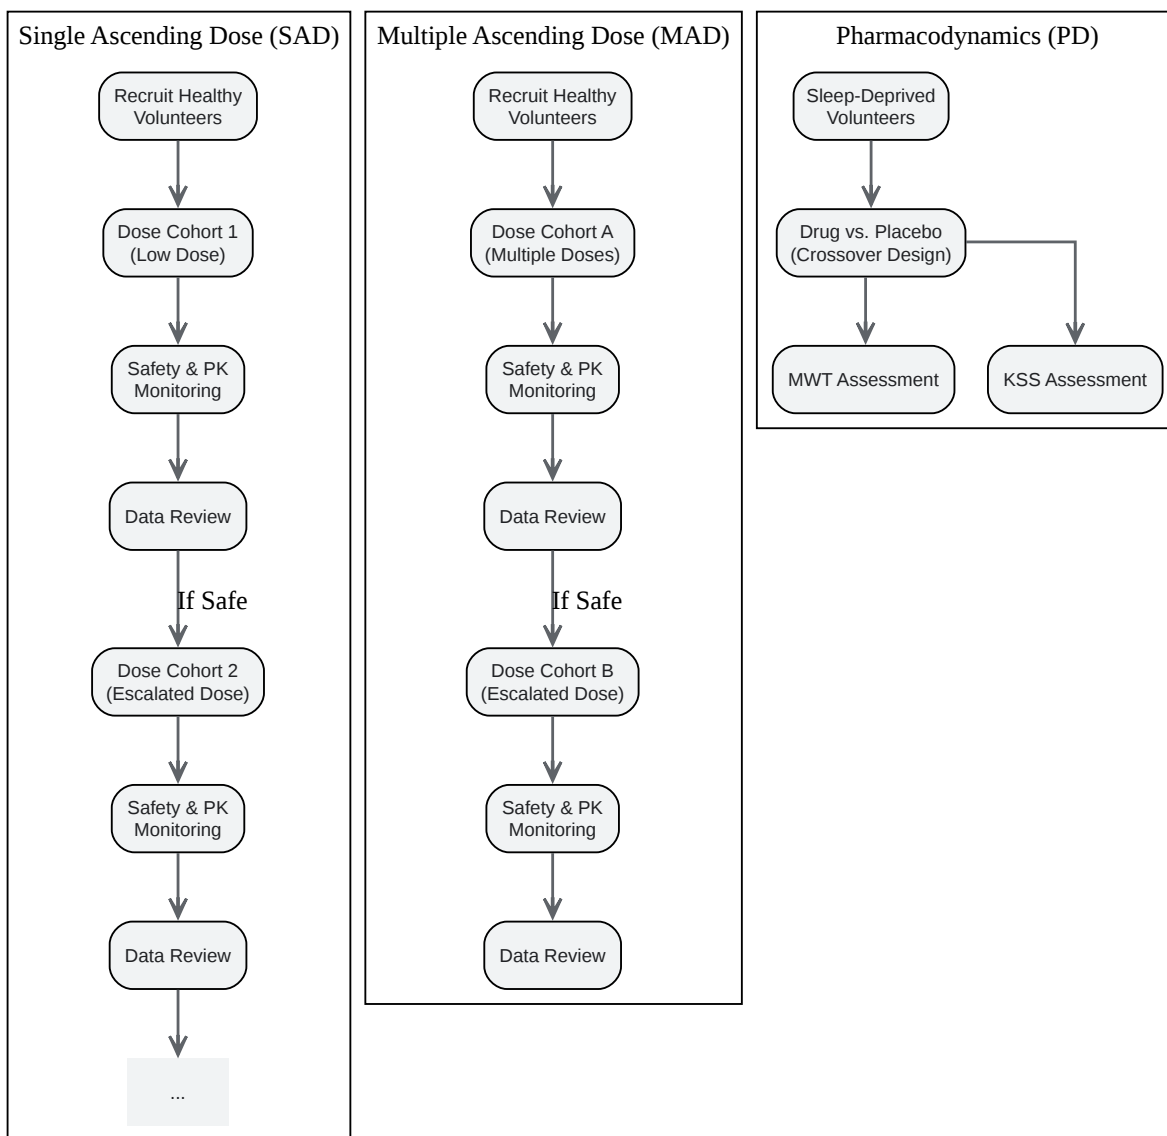 Single Ascending Dose (SAD)
Recruit Healthy
Volunteers
Dose Cohort 1
(Low Dose)
Safety & PK
Monitoring
Data Review
If Safe
Dose Cohort 2
(Escalated Dose)
Safety & PK
Monitoring
Data Review
...
Multiple Ascending Dose (MAD)
Recruit Healthy
Volunteers
Dose Cohort A
(Multiple Doses)
Safety & PK
Monitoring
Data Review
If Safe
Dose Cohort B
(Escalated Dose)
Safety & PK
Monitoring
Data Review
Pharmacodynamics (PD)
Sleep-Deprived
Volunteers
Drug vs. Placebo
(Crossover Design)
MWT Assessment
KSS Assessment